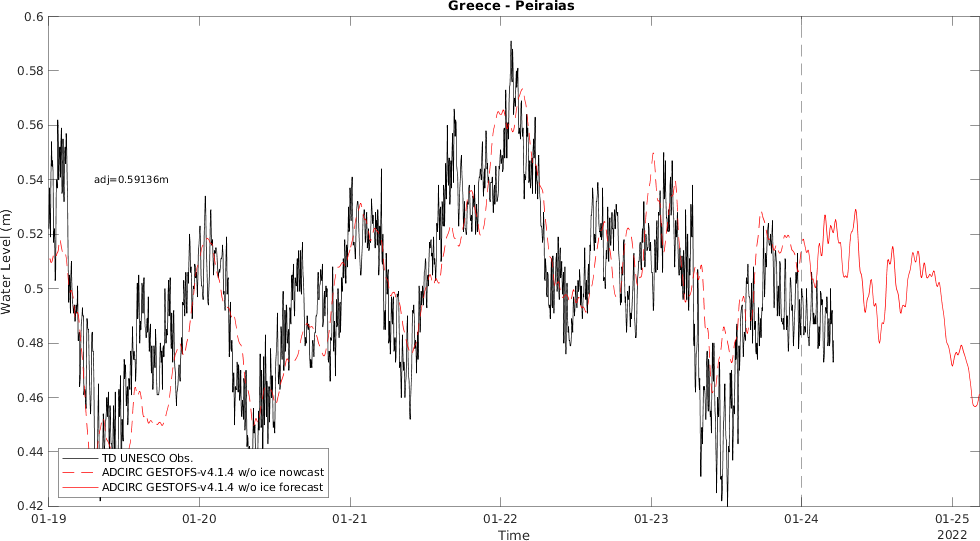 Greece - Peiraias
0.6
0.58
0.56
0.54
0.52
0.5
0.48
0.46
0.44
0.42
Water Level (m)
adj=0.59136m
TD UNESCO Obs.
ADCIRC GESTOFS-v4.1.4 w/o ice nowcast
ADCIRC GESTOFS-v4.1.4 w/o ice forecast
01-19 01-20 01-21 01-22 01-23 01-24 01-25
Time 2022